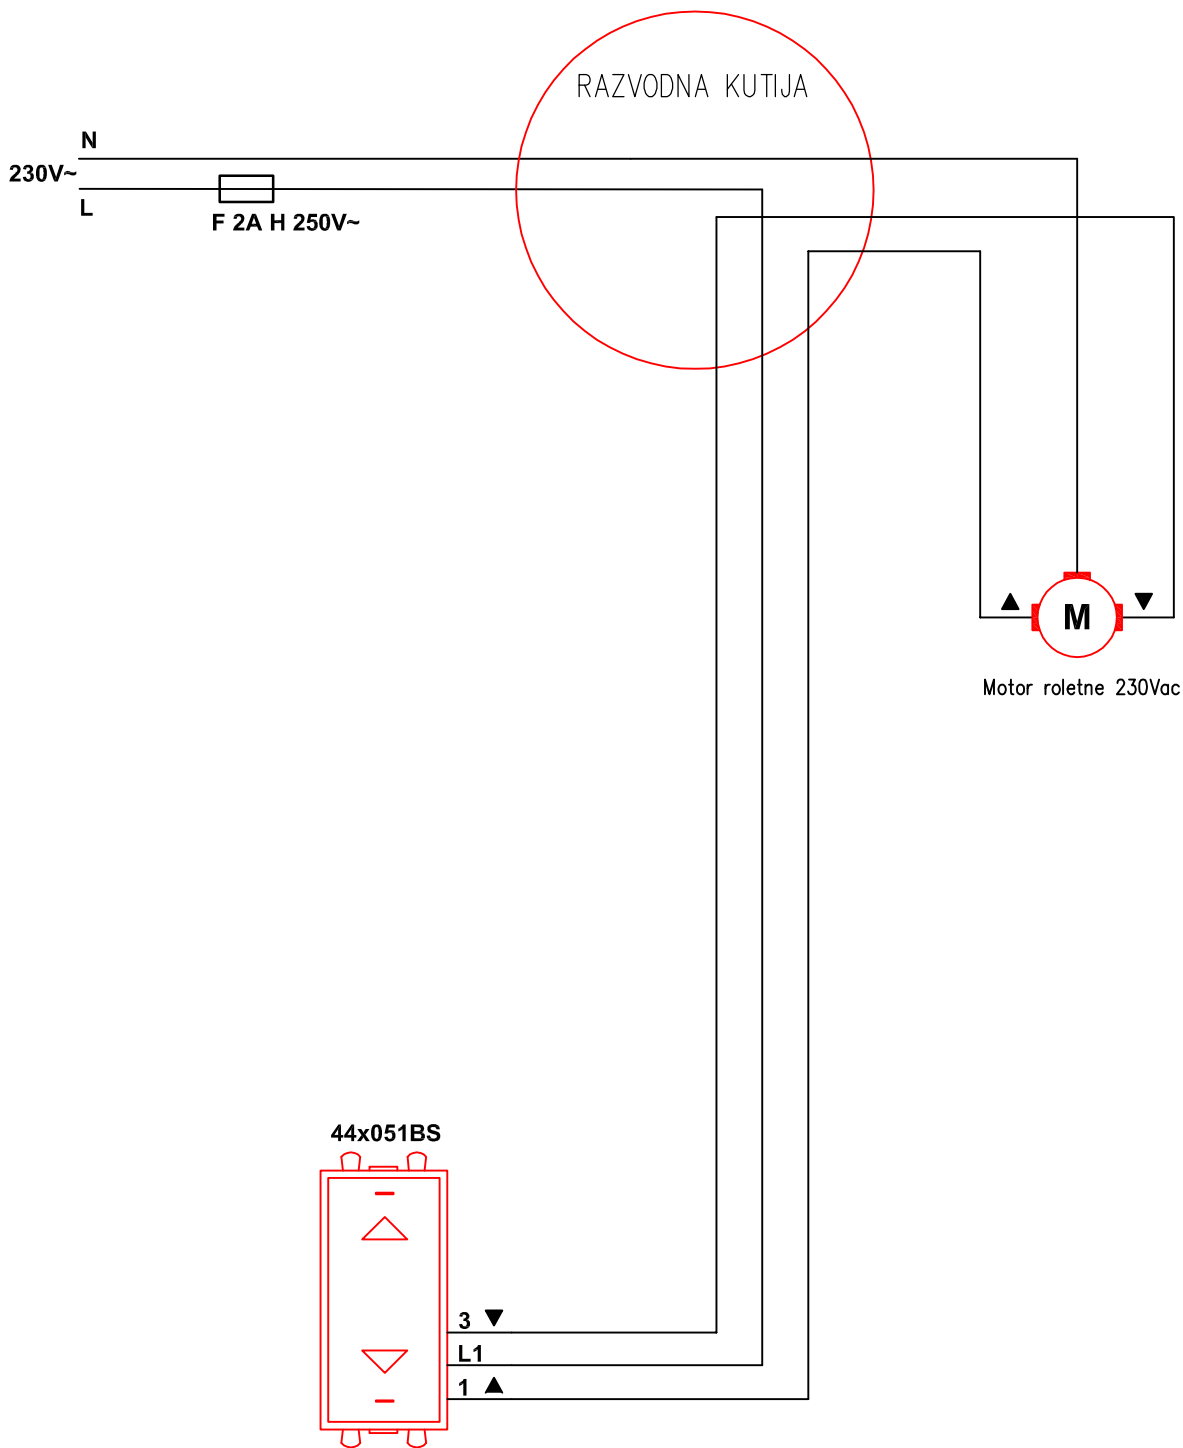 RAZVODNA KUTIJA
N
230V~
L
F 2A H 250V~
M
Motor roletne 230Vac
44x051BS
3
L1
1